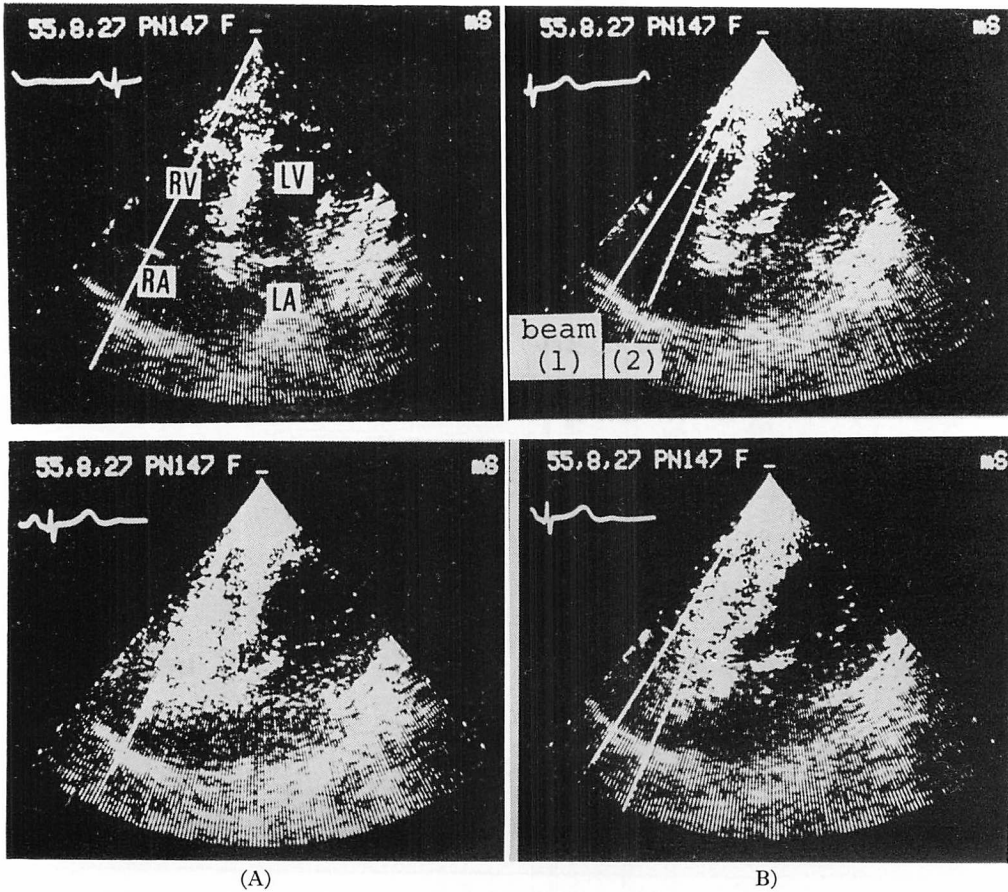 55,8,27 PN147 F
mS
RV
LV
RA
LA
55,8,27 PN147 F
mS
beam
(1) (2)
55,8,27 PN147 F
mS
55,8,27 PN147 F
mS
(A)
B)